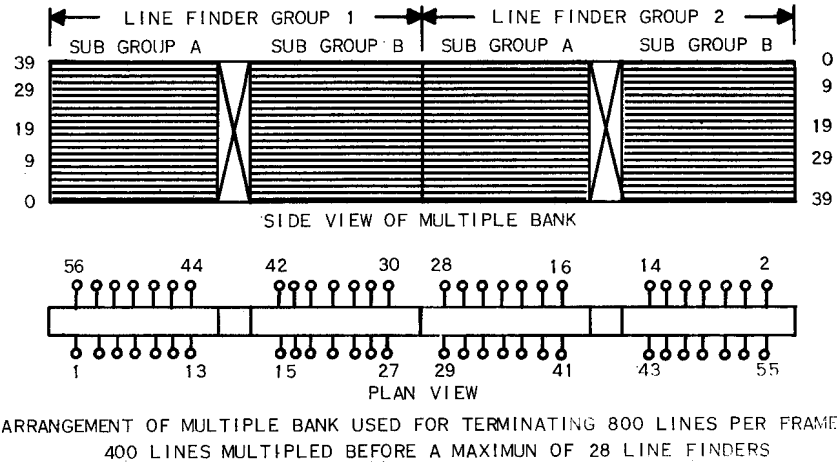 LINE FINDER GROUP 1 LINE FINDER GROUP 2
SUB GROUP A SUB GROUP B SUB GROUP A SUB GROUP B
39 0
29 9
19 19
9 29
0 39
SIDE VIEW OF MULTIPLE BANK
56 44 42 30 28 16 14 2
1 13 15 27 29 41 43 55
PLAN VIEW
ARRANGEMENT OF MULTIPLE BANK USED FOR TERMINATING 800 LINES PER FRAME
400 LINES MULTIPLED BEFORE A MAXIMUN OF 28 LINE FINDERS